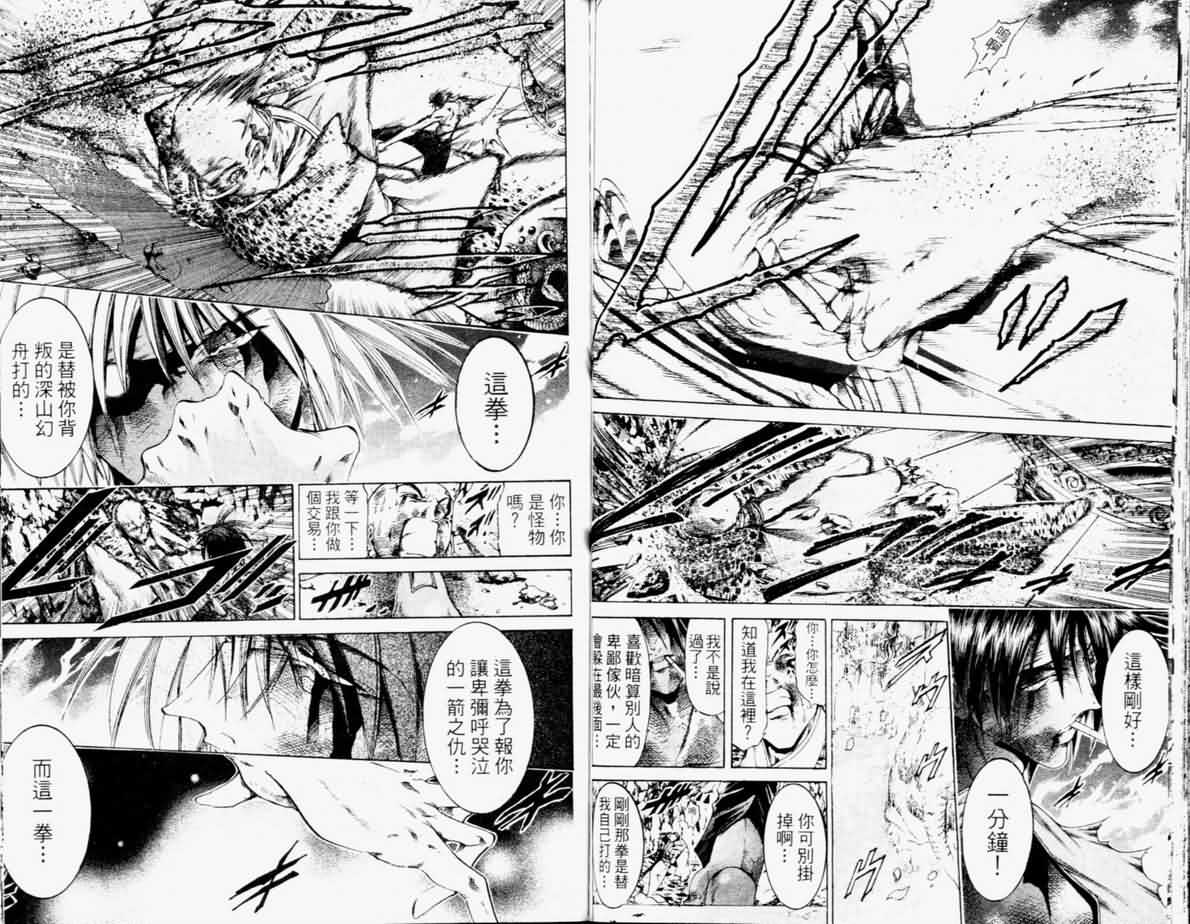 嗚啊-
這樣剛好…
一分鐘！
你…你怎麼…
知道我在這裡？
我不是說
過了…
喜歡暗算別人的
卑鄙傢伙，一定
會躲在最後面…
你可別掛
掉啊…
剛剛那拳是替
我自己打的…
這拳…
是替被你背
叛的深山幻
舟打的…
你…你
是怪物
嗎？
等一下…
我跟你做
個交易…
這拳為了報你
讓卑彌呼哭泣
的一箭之仇…
而這一拳…